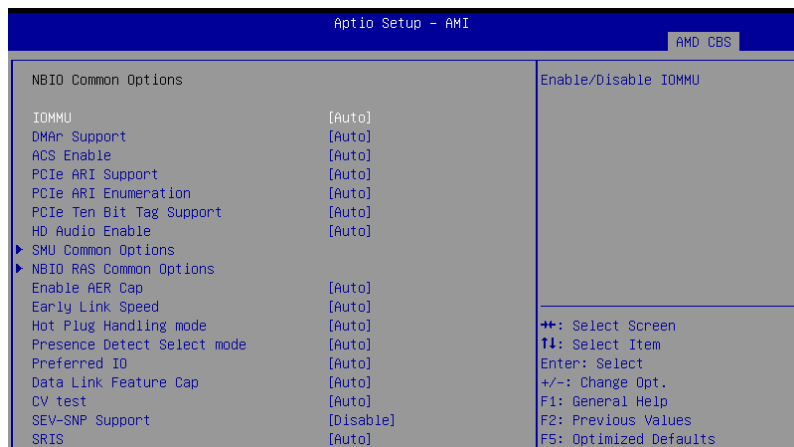 Aptio Setup - AMI
AMD CBS
NBIO Common Options
IOMMU [Auto]
DMAr Support [Auto]
ACS Enable [Auto]
PCIe ARI Support [Auto]
PCIe ARI Enumeration [Auto]
PCIe Ten Bit Tag Support [Auto]
HD Audio Enable [Auto]
SMU Common Options
NBIO RAS Common Options
Enable AER Cap [Auto]
Early Link Speed [Auto]
Hot Plug Handling mode [Auto]
Presence Detect Select mode [Auto]
Preferred IO [Auto]
Data Link Feature Cap [Auto]
CV test [Auto]
SEV-SNP Support [Disable]
SRIS [Auto]
Enable/Disable IOMMU
→←: Select Screen
↑↓: Select Item
Enter: Select
+/-: Change Opt.
F1: General Help
F2: Previous Values
F5: Optimized Defaults